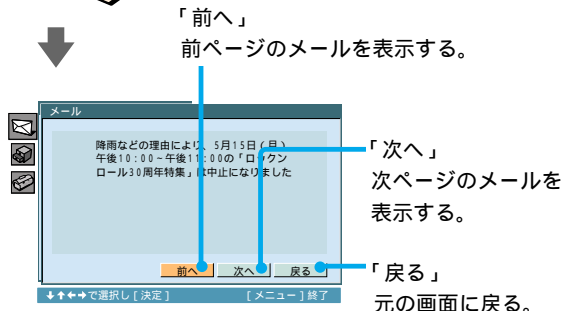 「前へ」
前ページのメールを表示する。
メール
降雨などの理由により、5月15日(月)
午後10:00~午後11:00の「ロックン
ロール30周年特集」は中止になりました
前へ 次へ 戻る
↓↑←→で選択し[決定] [メニュー]終了
「次へ」
次ページのメールを
表示する。
「戻る」
元の画面に戻る。